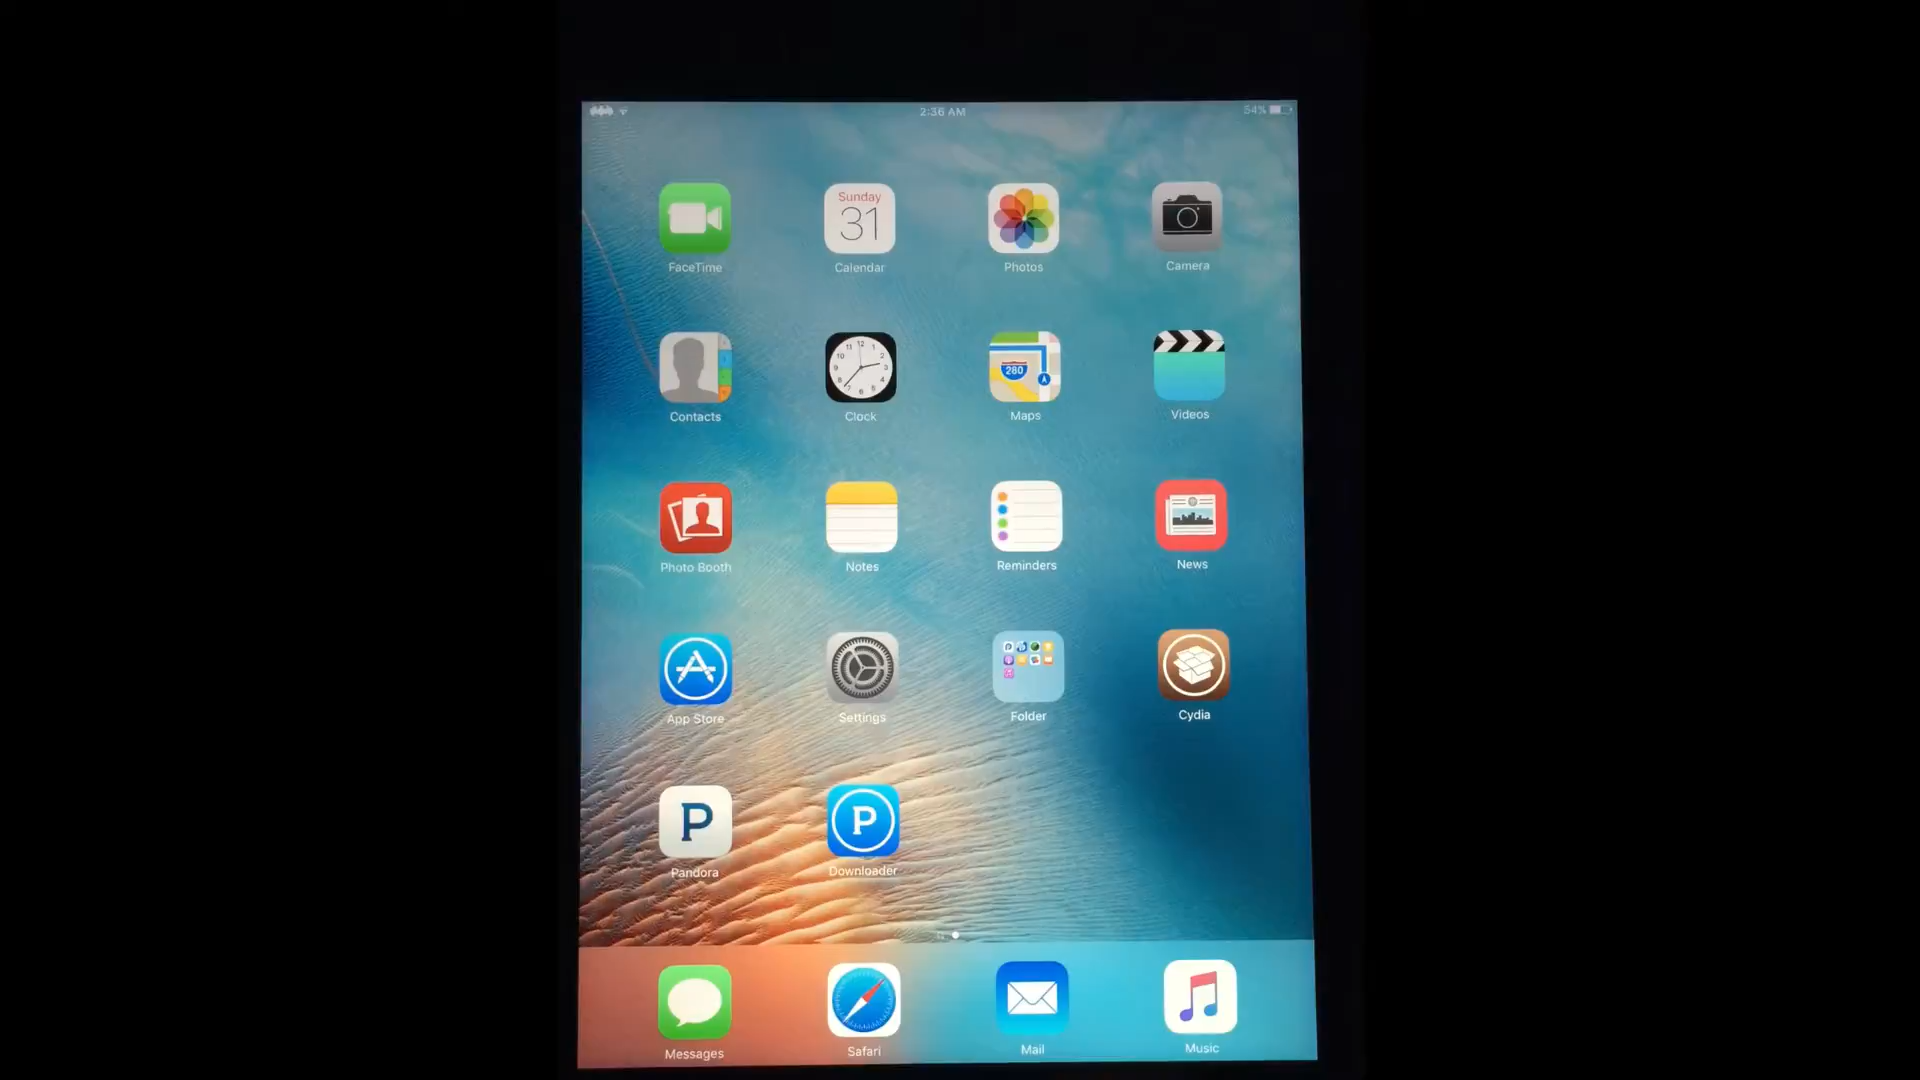 2:36 AM
54%
Sunday
31
FaceTime
Calendar
Photos
Camera
12
280
Contacts
Clock
Maps
Videos
Photo Booth
Notes
Reminders
News
App Store
Settings
Folder
Cydia
P
P
Pandora
Downloader
Messages
Safari
Mail
Music